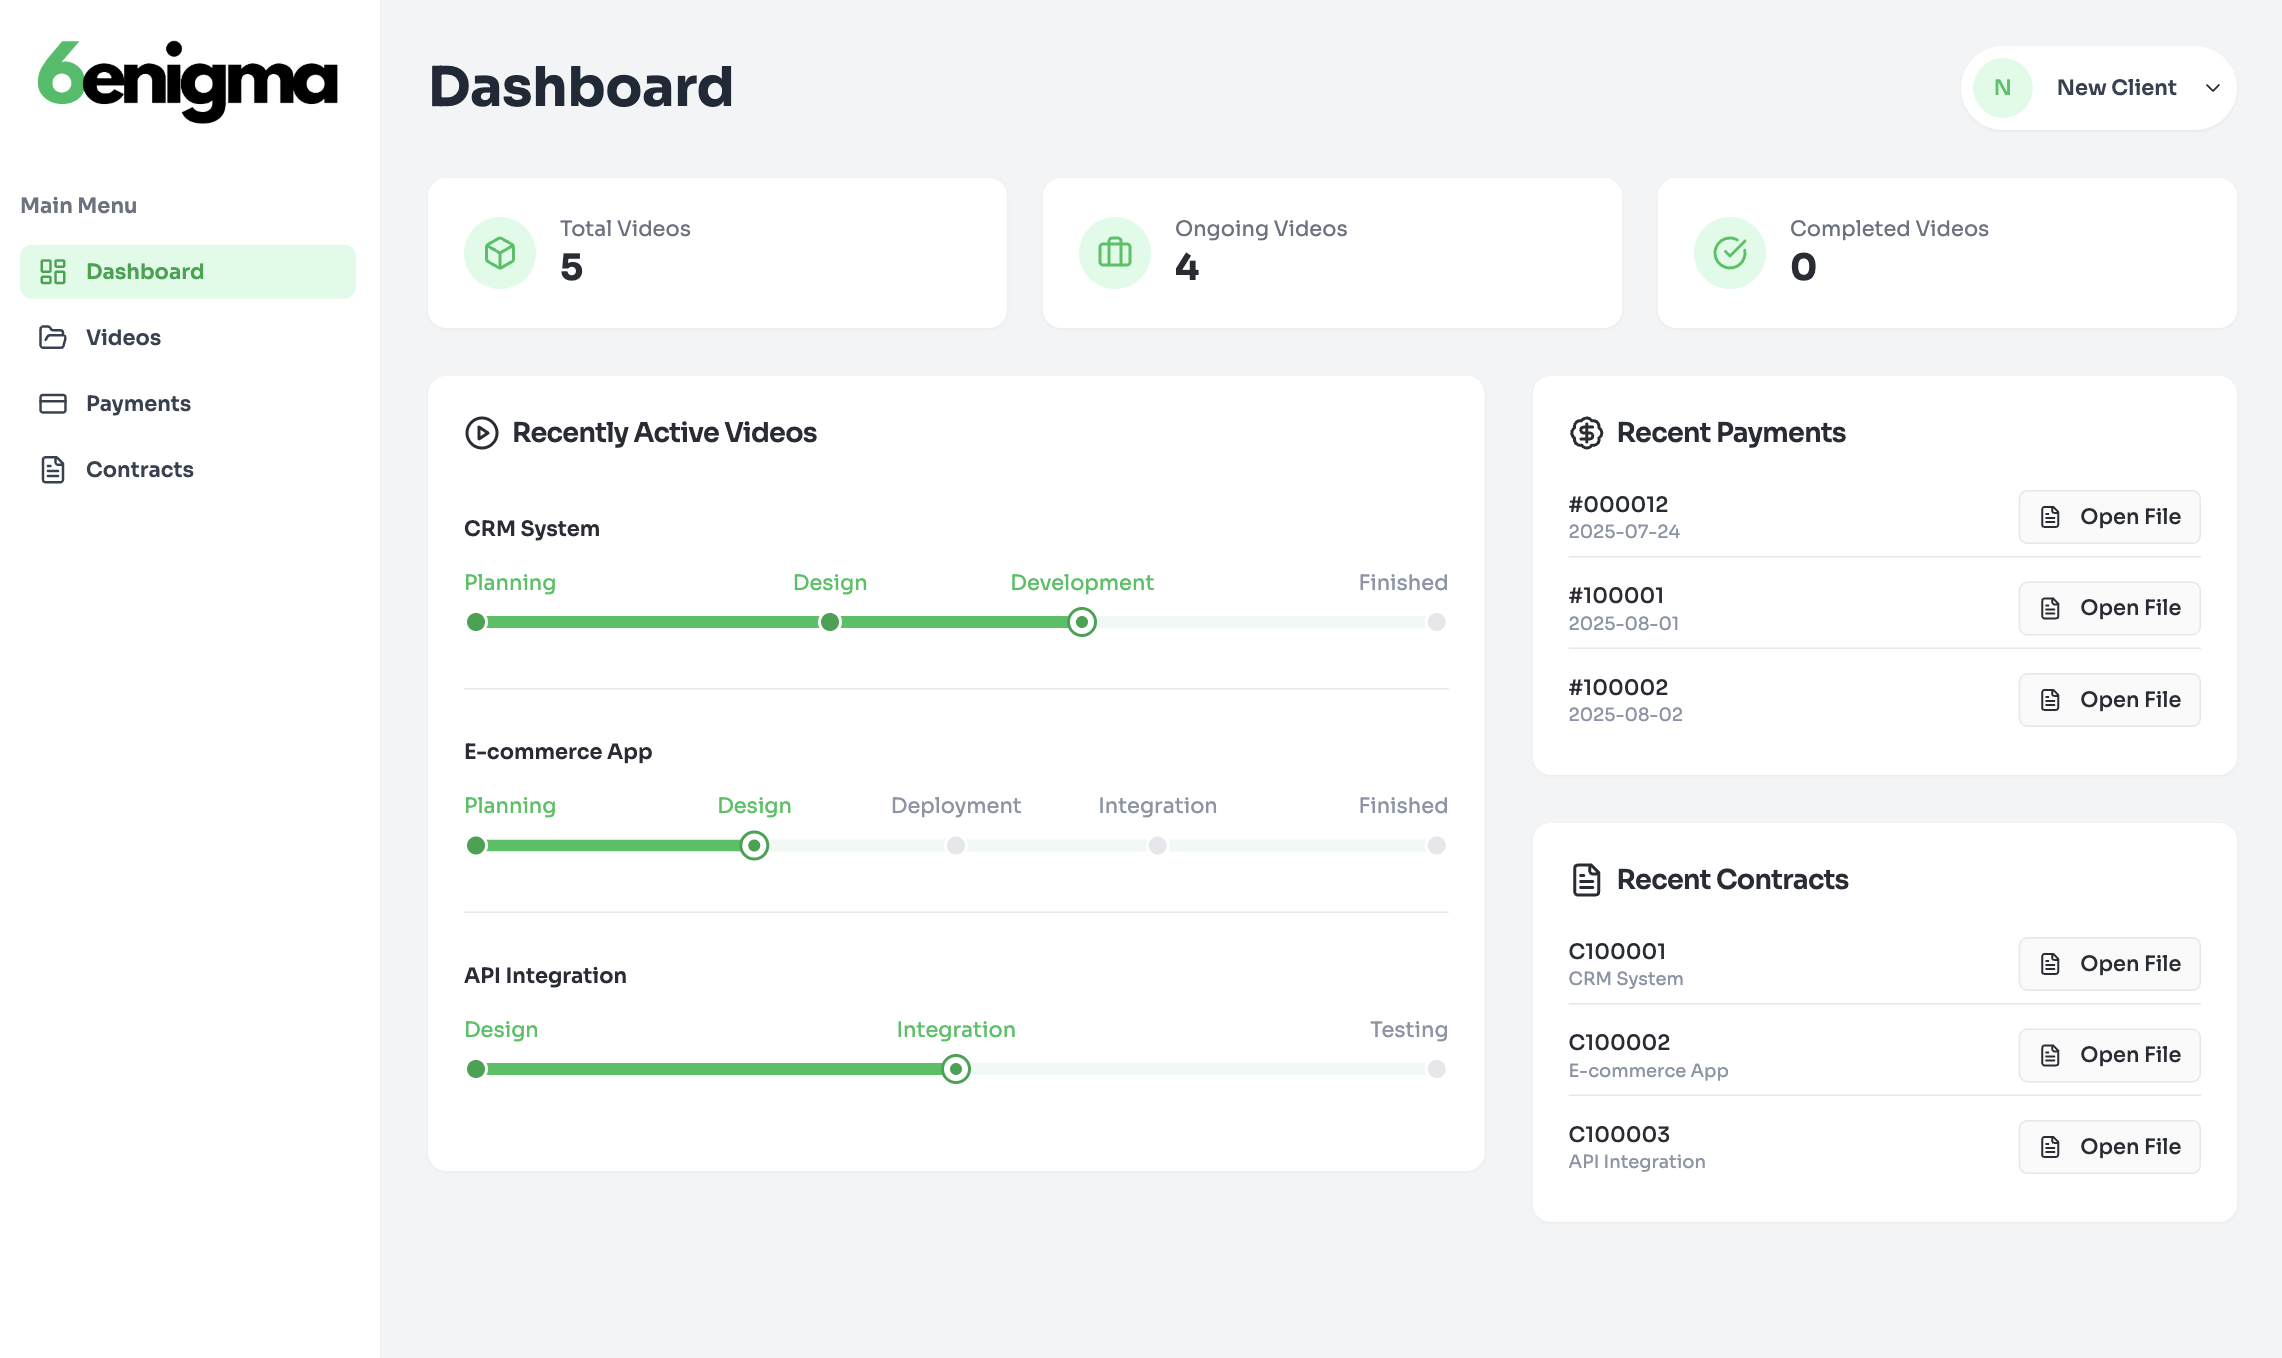 6enigma
Main Menu
Dashboard
Videos
Payments
Contracts
Dashboard
N New Client
Total Videos
5
Ongoing Videos
4
Completed Videos
0
Recently Active Videos
CRM System
Planning Design Development Finished
E-commerce App
Planning Design Deployment Integration Finished
API Integration
Design Integration Testing
Recent Payments
#000012
2025-07-24
Open File
#100001
2025-08-01
Open File
#100002
2025-08-02
Open File
Recent Contracts
C100001
CRM System
Open File
C100002
E-commerce App
Open File
C100003
API Integration
Open File